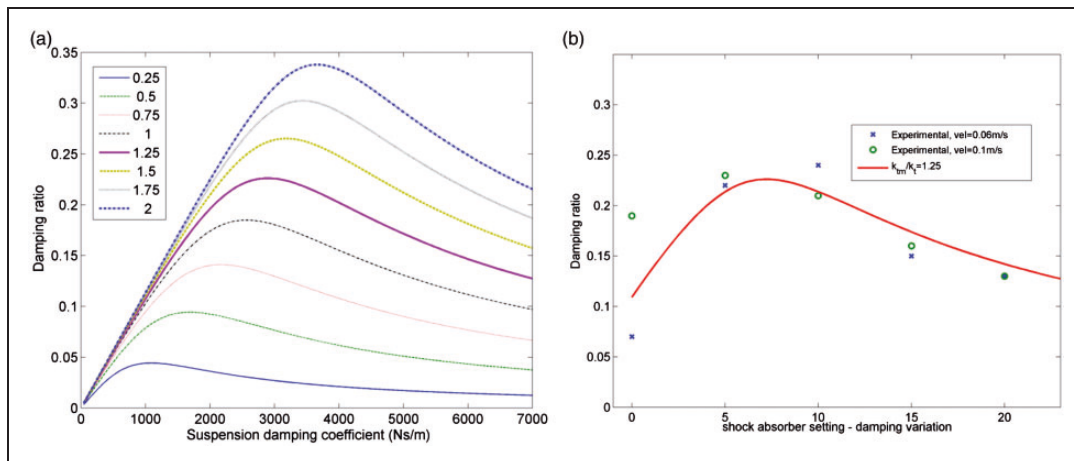 (a)
0.35
0.3
0.25
0.2
0.15
0.1
0.05
0
Damping ratio
0.25
0.5
0.75
1
1.25
1.5
1.75
2
0 1000 2000 3000 4000 5000 6000 7000
Suspension damping coefficient (Ns/m)
(b)
0.3
0.25
0.2
0.15
0.1
0.05
0
Damping ratio
Experimental, vel=0.06m/s
Experimental, vel=0.1m/s
ktm/kt=1.25
0 5 10 15 20
shock absorber setting - damping variation